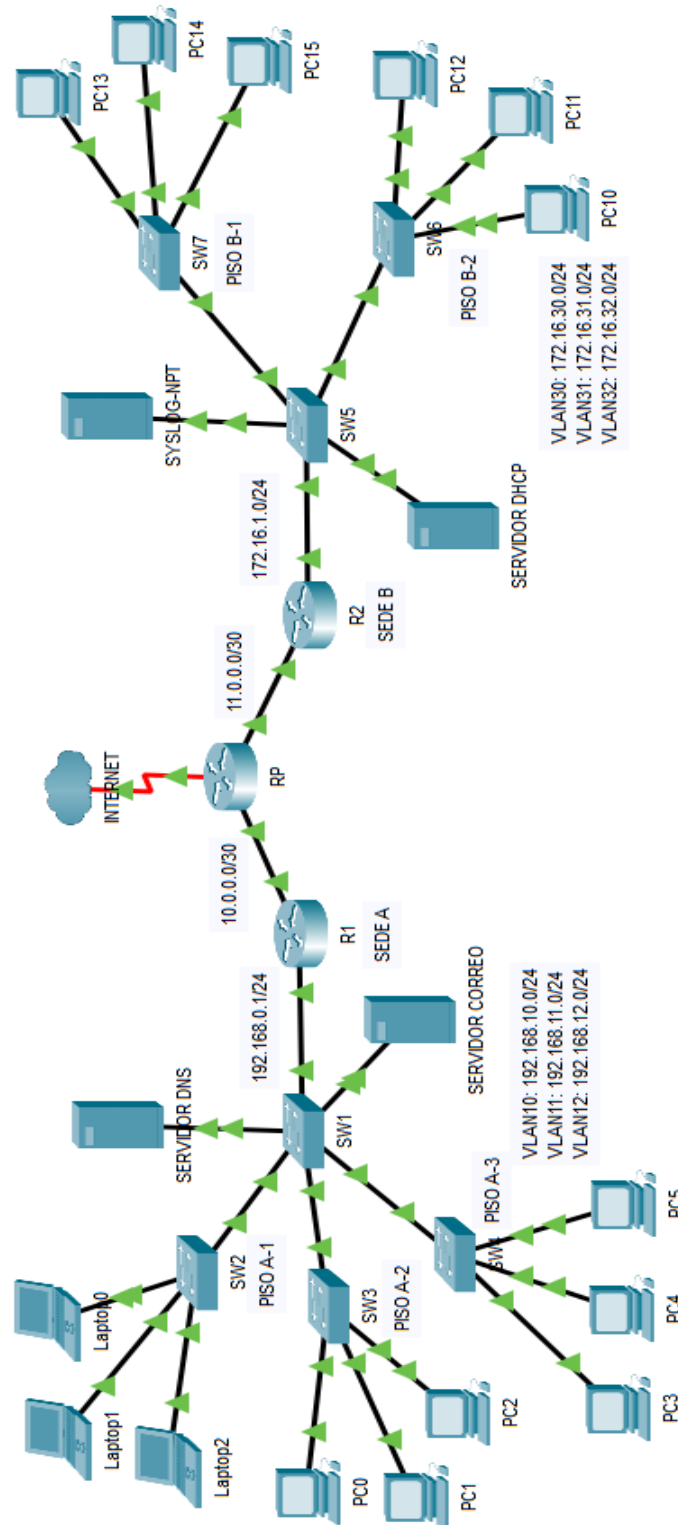 Laptop0
Laptop1
Laptop2
SW2
PISO A-1
SERVIDOR DNS
PC0
PC1
PC2
SW3
PISO A-2
SW1
192.168.0.1/24
R1
SEDE A
SERVIDOR CORREO
SW4
PISO A-3
PC3
PC4
PC5
VLAN10: 192.168.10.0/24
VLAN11: 192.168.11.0/24
VLAN12: 192.168.12.0/24
10.0.0.0/30
INTERNET
RP
11.0.0.0/30
R2
SEDE B
172.16.1.0/24
SYSLOG-NPT
SW5
SERVIDOR DHCP
SW7
PISO B-1
PC13
PC14
PC15
SW6
PISO B-2
PC12
PC11
PC10
VLAN30: 172.16.30.0/24
VLAN31: 172.16.31.0/24
VLAN32: 172.16.32.0/24